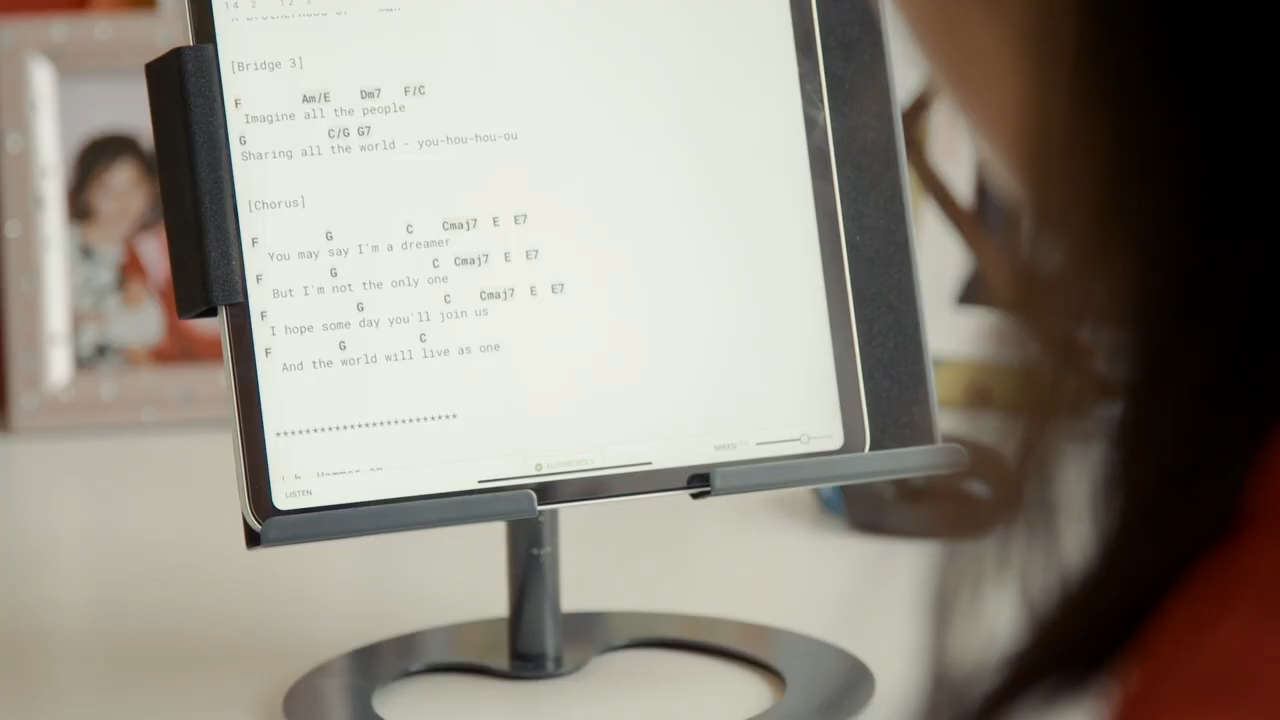 [Bridge 3]
F Am/E Dm7 F/C
Imagine all the people
G C/G G7
Sharing all the world - you-hou-hou-ou
[Chorus]
F G C Cmaj7 E E7
You may say I'm a dreamer
F G C Cmaj7 E E7
But I'm not the only one
F G C Cmaj7 E E7
I hope some day you'll join us
F G C
And the world will live as one
*************************
LISTEN
AUTOSCROLL
SPEED